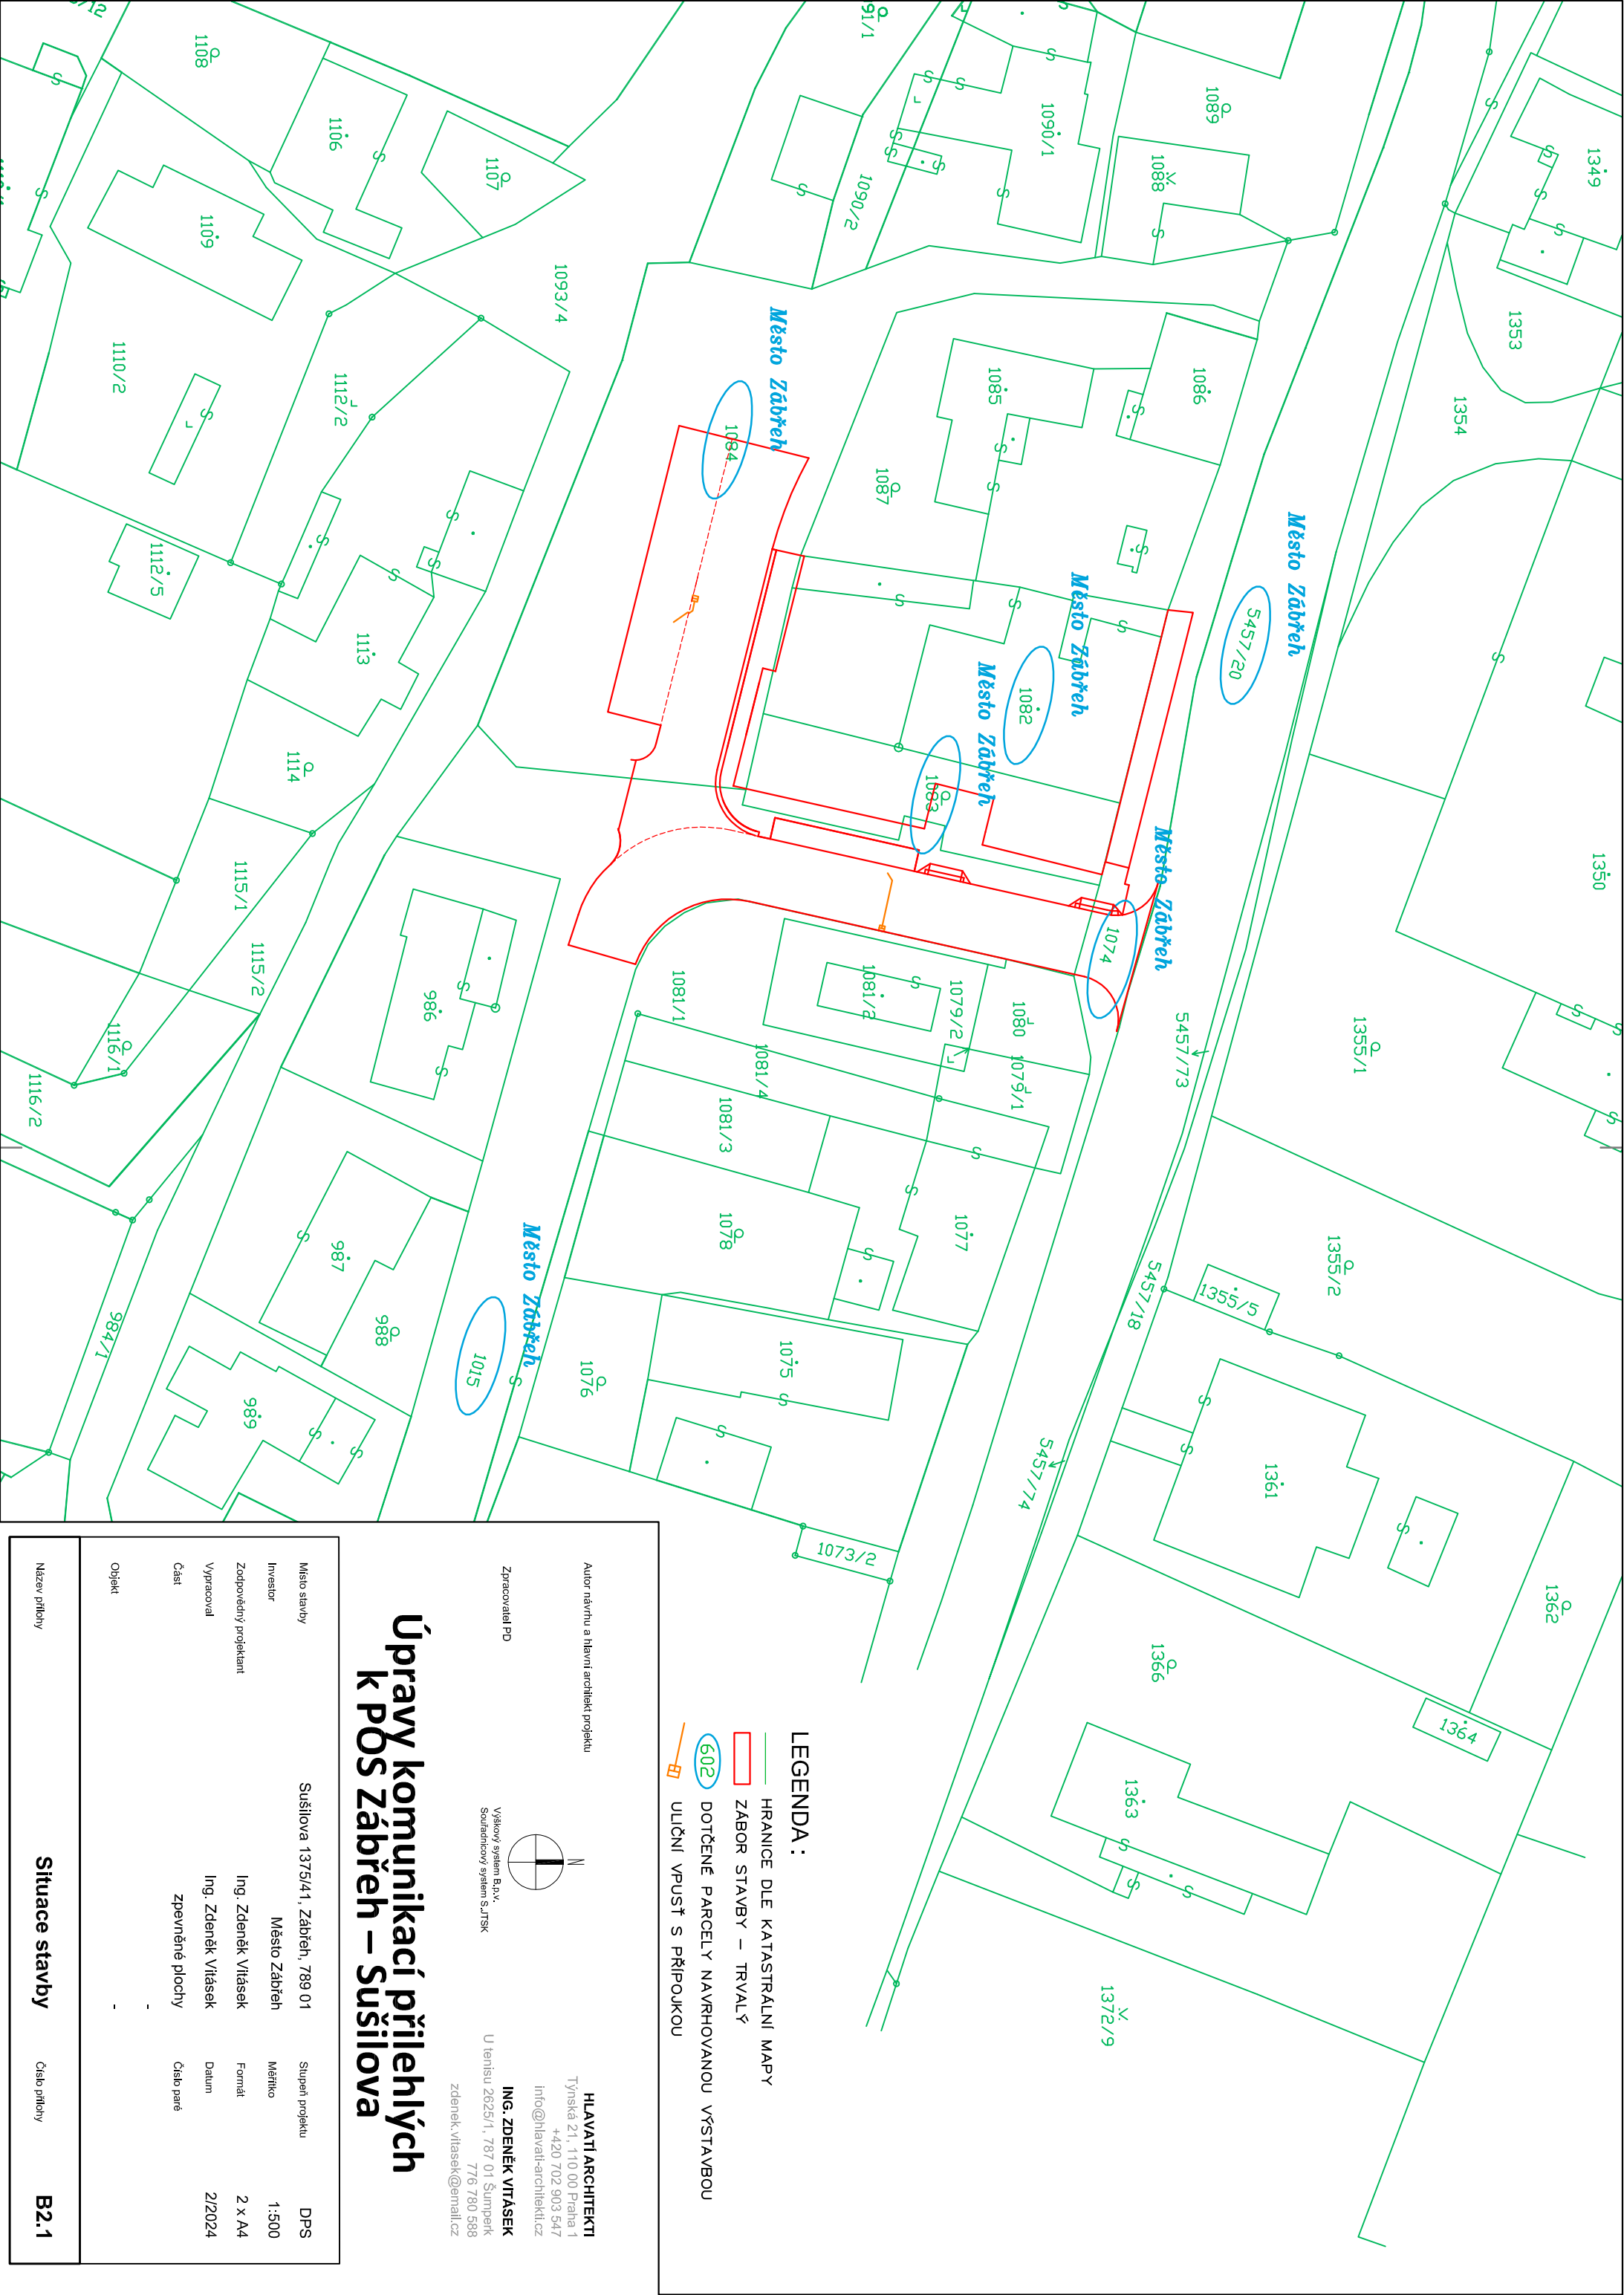 1108
1106
1107
1109
1110/2
1112/2
1112/5
1113
1114
1115/1
1115/2
1116/1
1116/2
1093/4
1090/2
1090/1
1089
1088
1349
1353
1354
1350
1086
1085
1087
Město Zábřeh
1084
Město Zábřeh
5457/20
Město Zábřeh
1082
Město Zábřeh
1083
Město Zábřeh
1074
986
987
988
989
984/1
1081/1
1081/2
1079/2
1080
1079/1
1081/4
1081/3
1078
1077
1076
1075
1073/2
Město Zábřeh
1015
5457/73
5457/18
5457/74
1355/1
1355/2
1355/5
1361
1362
1366
1364
1363
1372/9
LEGENDA :
HRANICE DLE KATASTRÁLNÍ MAPY
ZÁBOR STAVBY – TRVALÝ
602 DOTČENÉ PARCELY NAVRHOVANOU VÝSTAVBOU
ULIČNÍ VPUSŤ S PŘÍPOJKOU
Autor návrhu a hlavní architekt projektu
HLAVATÍ ARCHITEKTI
Týnská 21, 110 00 Praha 1
+420 702 903 547
info@hlavati-architekti.cz
Zpracovatel PD
N
Výškový system B.p.v.
Souřadnicový system S.JTSK
ING. ZDENĚK VITÁSEK
U tenisu 2625/1, 787 01 Šumperk
776 780 588
zdenek.vitasek@email.cz
Úpravy komunikací přilehlých
k POS Zábřeh – Sušilova
Místo stavby Sušilova 1375/41, Zábřeh, 789 01 Stupeň projektu DPS
Investor Město Zábřeh Měřítko 1:500
Zodpovědný projektant Ing. Zdeněk Vitásek Formát 2 x A4
Vypracoval Ing. Zdeněk Vitásek Datum 2/2024
Část zpevněné plochy Číslo paré
-
Objekt -
Název přílohy Situace stavby Číslo přílohy B2.1